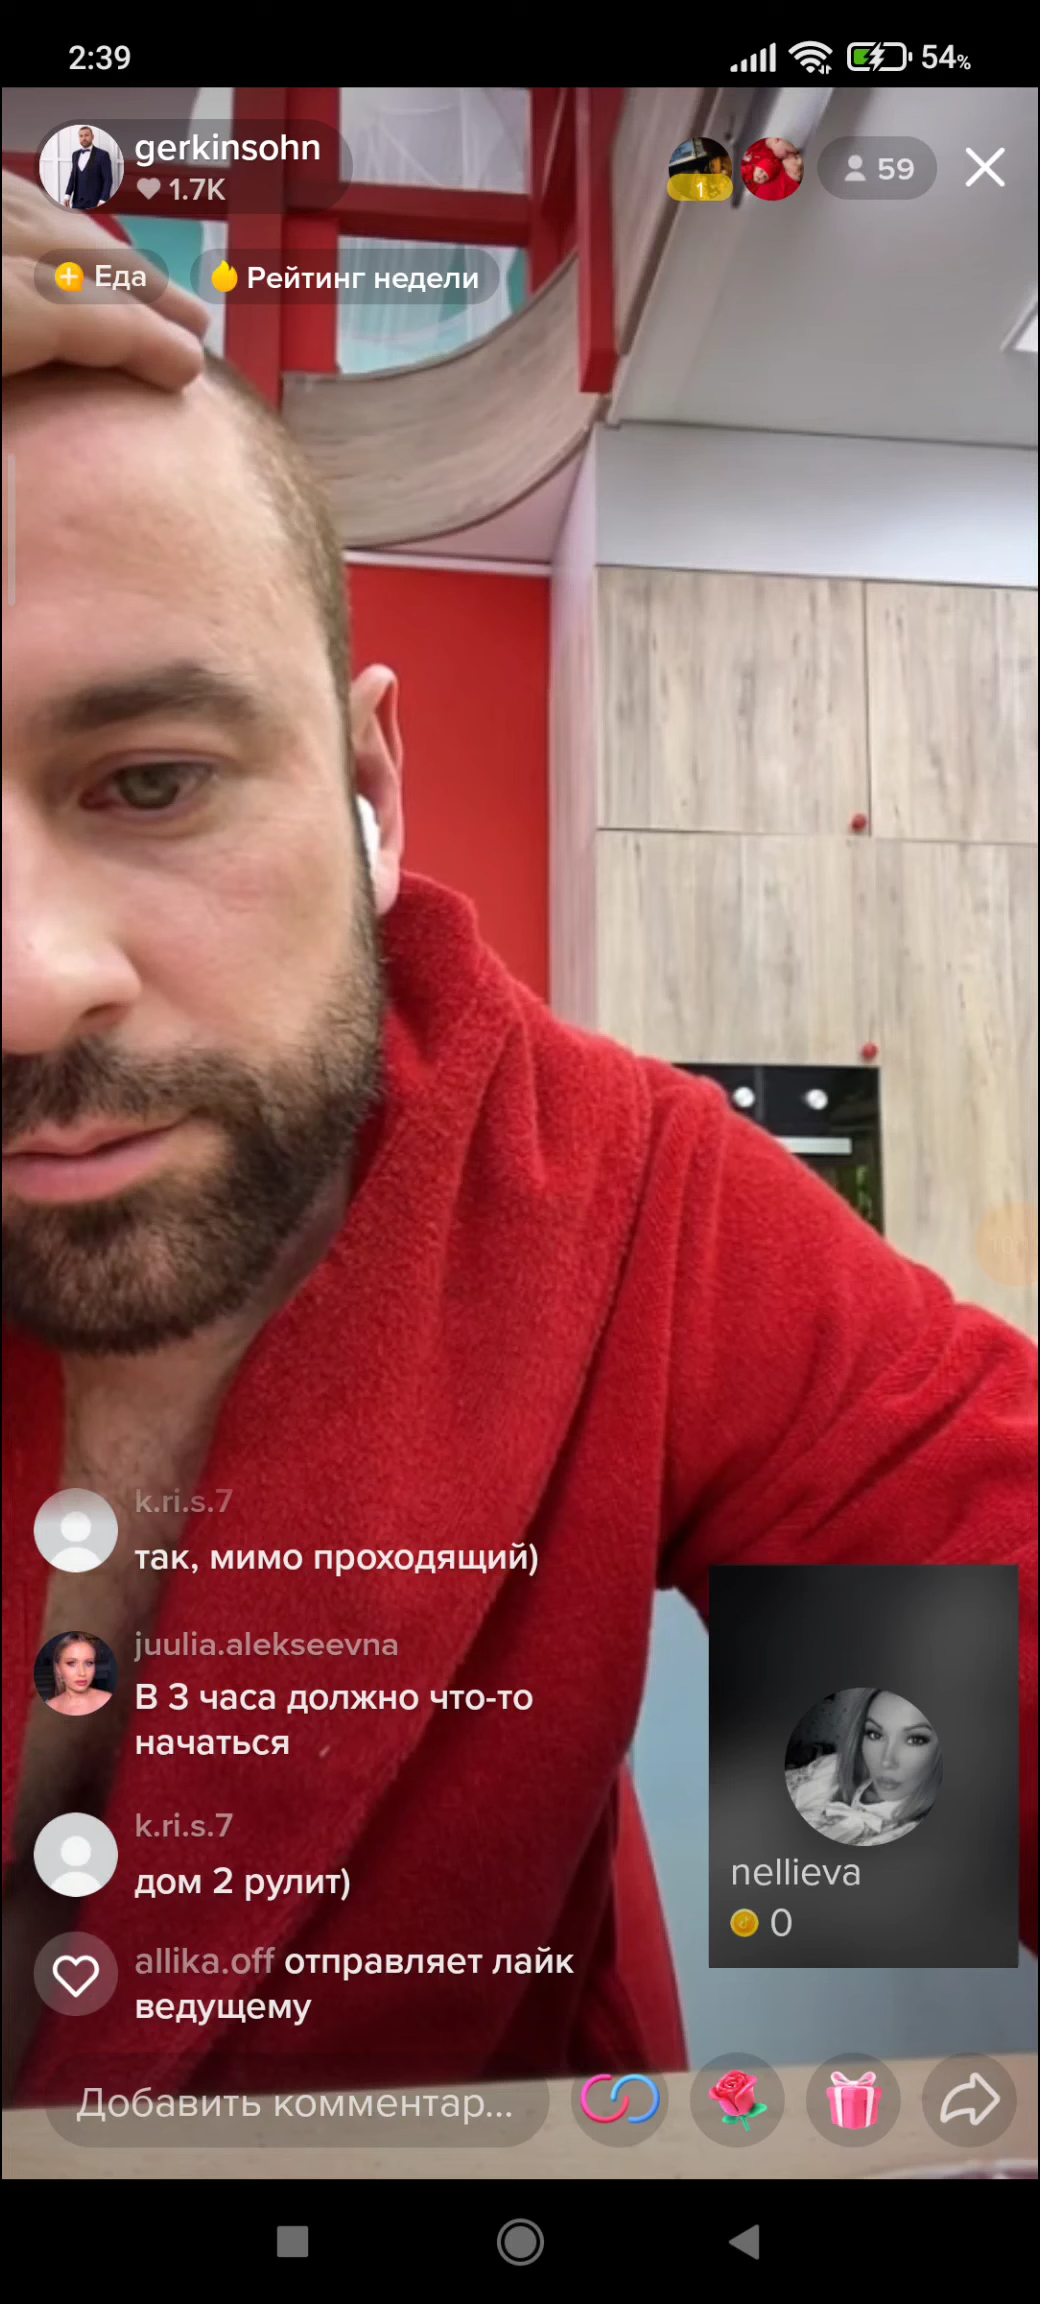 2:39
54%
gerkinsohn
1.7K
1
59
Еда
Рейтинг недели
k.ri.s.7
так, мимо проходящий)
juulia.alekseevna
В 3 часа должно что-то
начаться
k.ri.s.7
дом 2 рулит)
allika.off отправляет лайк
ведущему
nellieva
0
Добавить комментар...